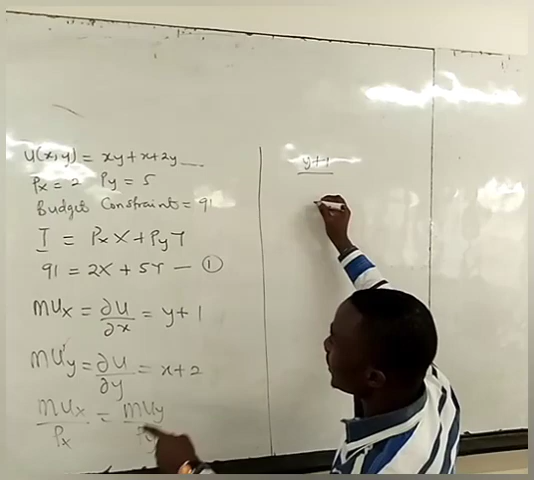 U(x,y) = xy+x+2y
Px = 2 Py = 5
Budget Constraint = 91
I = PxX + PyY
91 = 2X + 5Y — ①
MUx = ∂U/∂x = y+1
MUy = ∂U/∂y = x+2
MUx/Px = MUy/Py
y+1